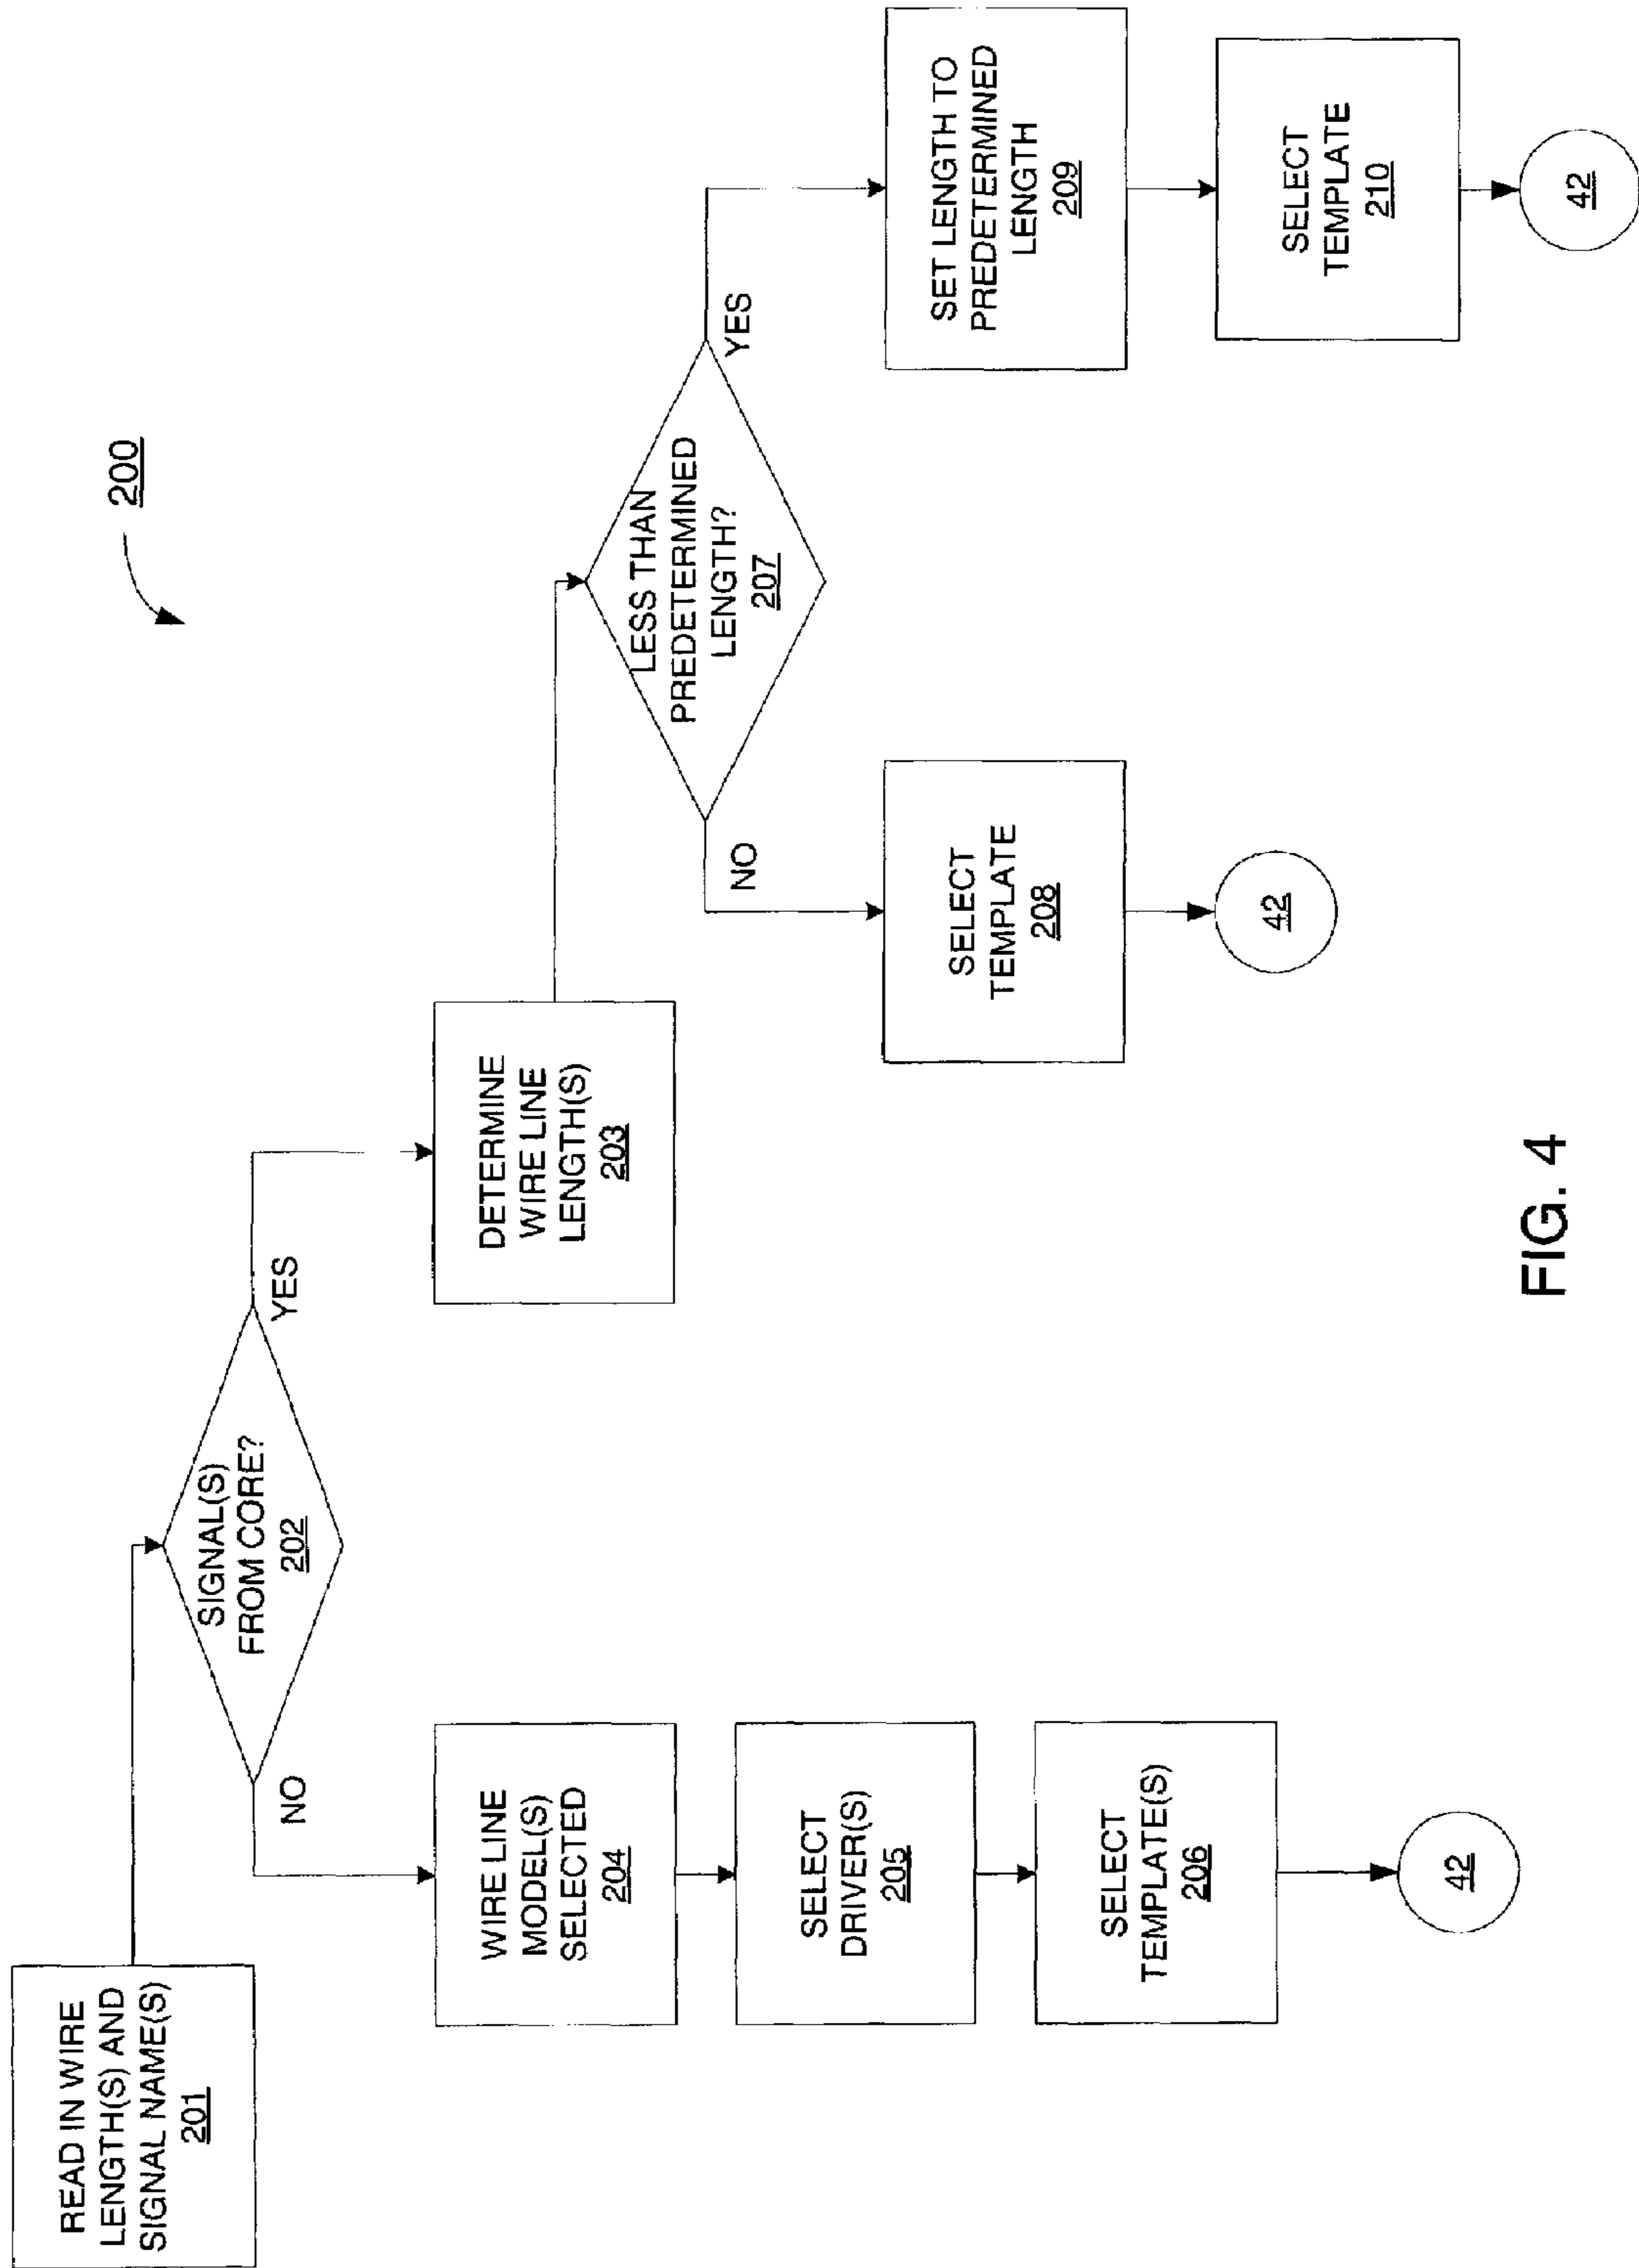 200
READ IN WIRE
LENGTH(S) AND
SIGNAL NAME(S)
201
SIGNAL(S)
FROM CORE?
202
YES
NO
DETERMINE
WIRE LINE
LENGTH(S)
203
WIRE LINE
MODEL(S)
SELECTED
204
SELECT
DRIVER(S)
205
SELECT
TEMPLATE(S)
206
42
LESS THAN
PREDETERMINED
LENGTH?
207
YES
NO
SELECT
TEMPLATE
208
42
SET LENGTH TO
PREDETERMINED
LENGTH
209
SELECT
TEMPLATE
210
42
FIG. 4